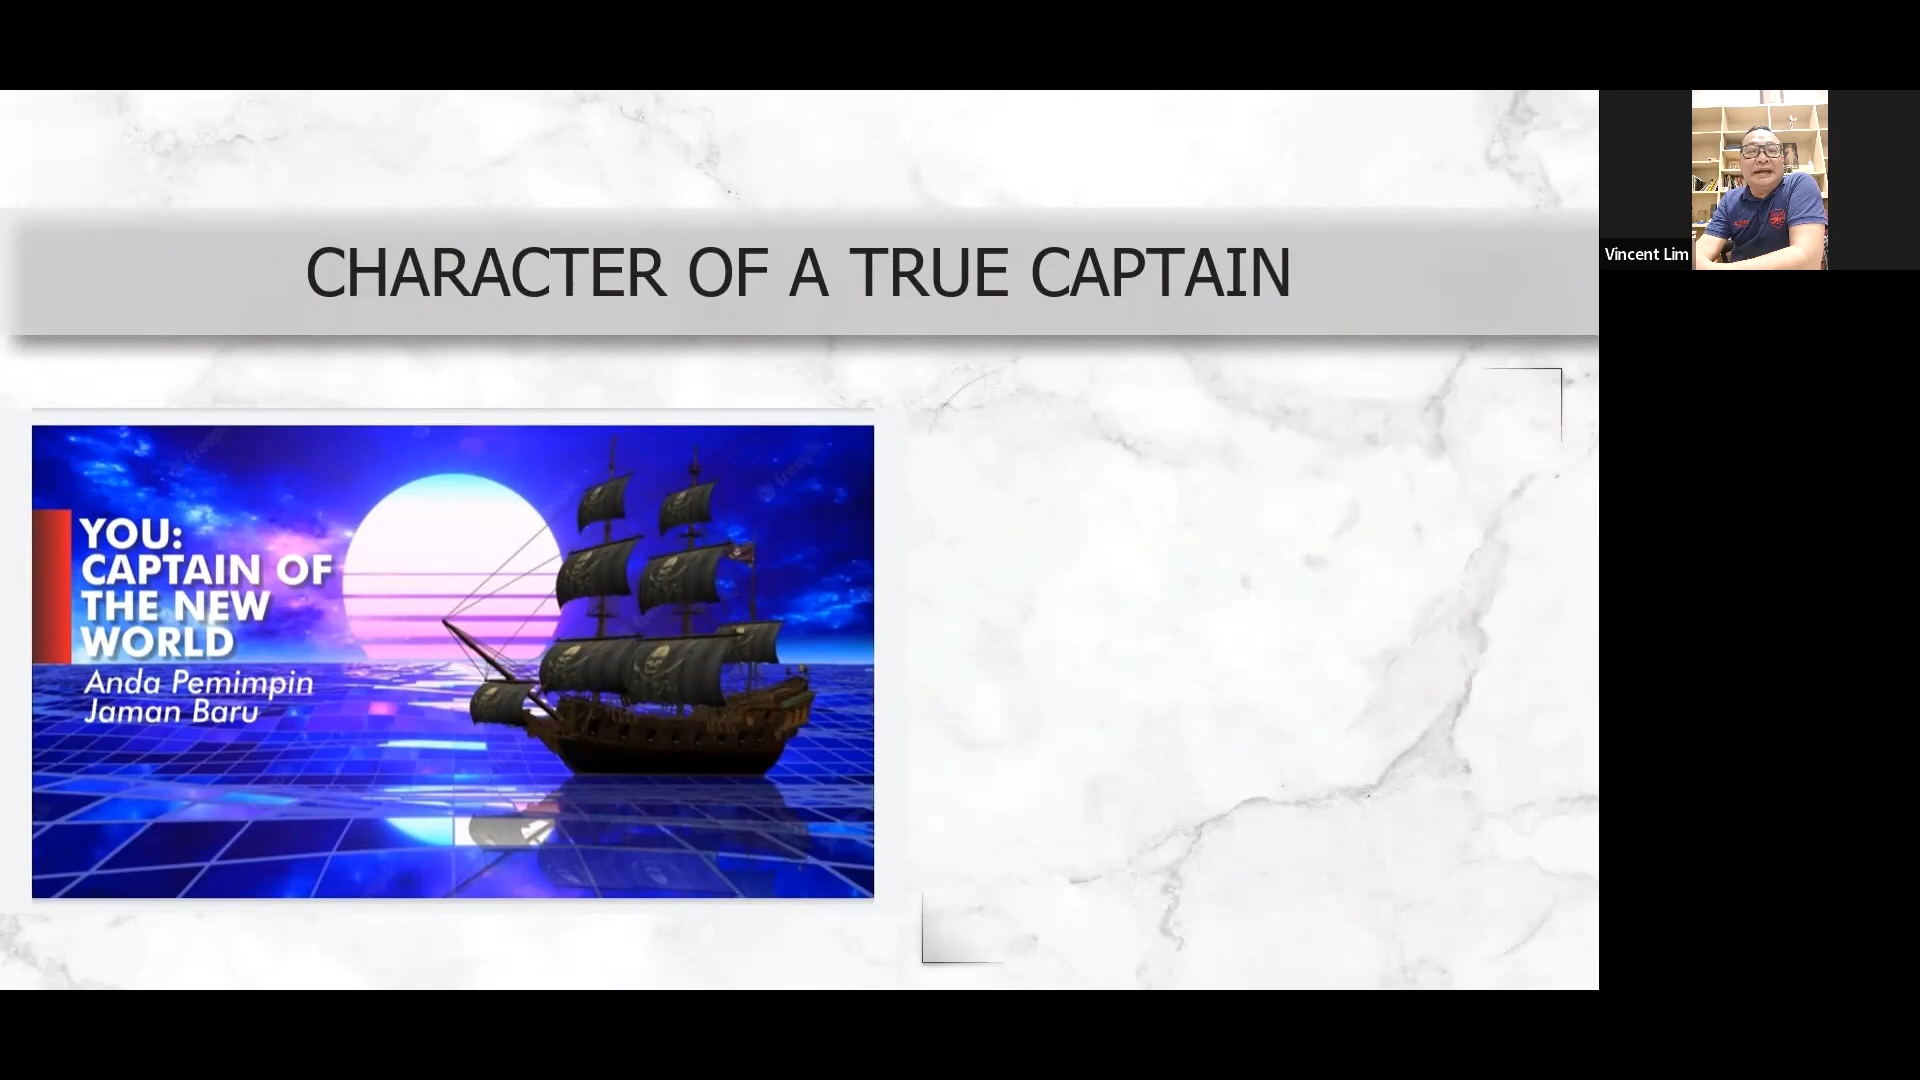 CHARACTER OF A TRUE CAPTAIN
YOU:
CAPTAIN OF
THE NEW
WORLD
Anda Pemimpin
Jaman Baru
Vincent Lim